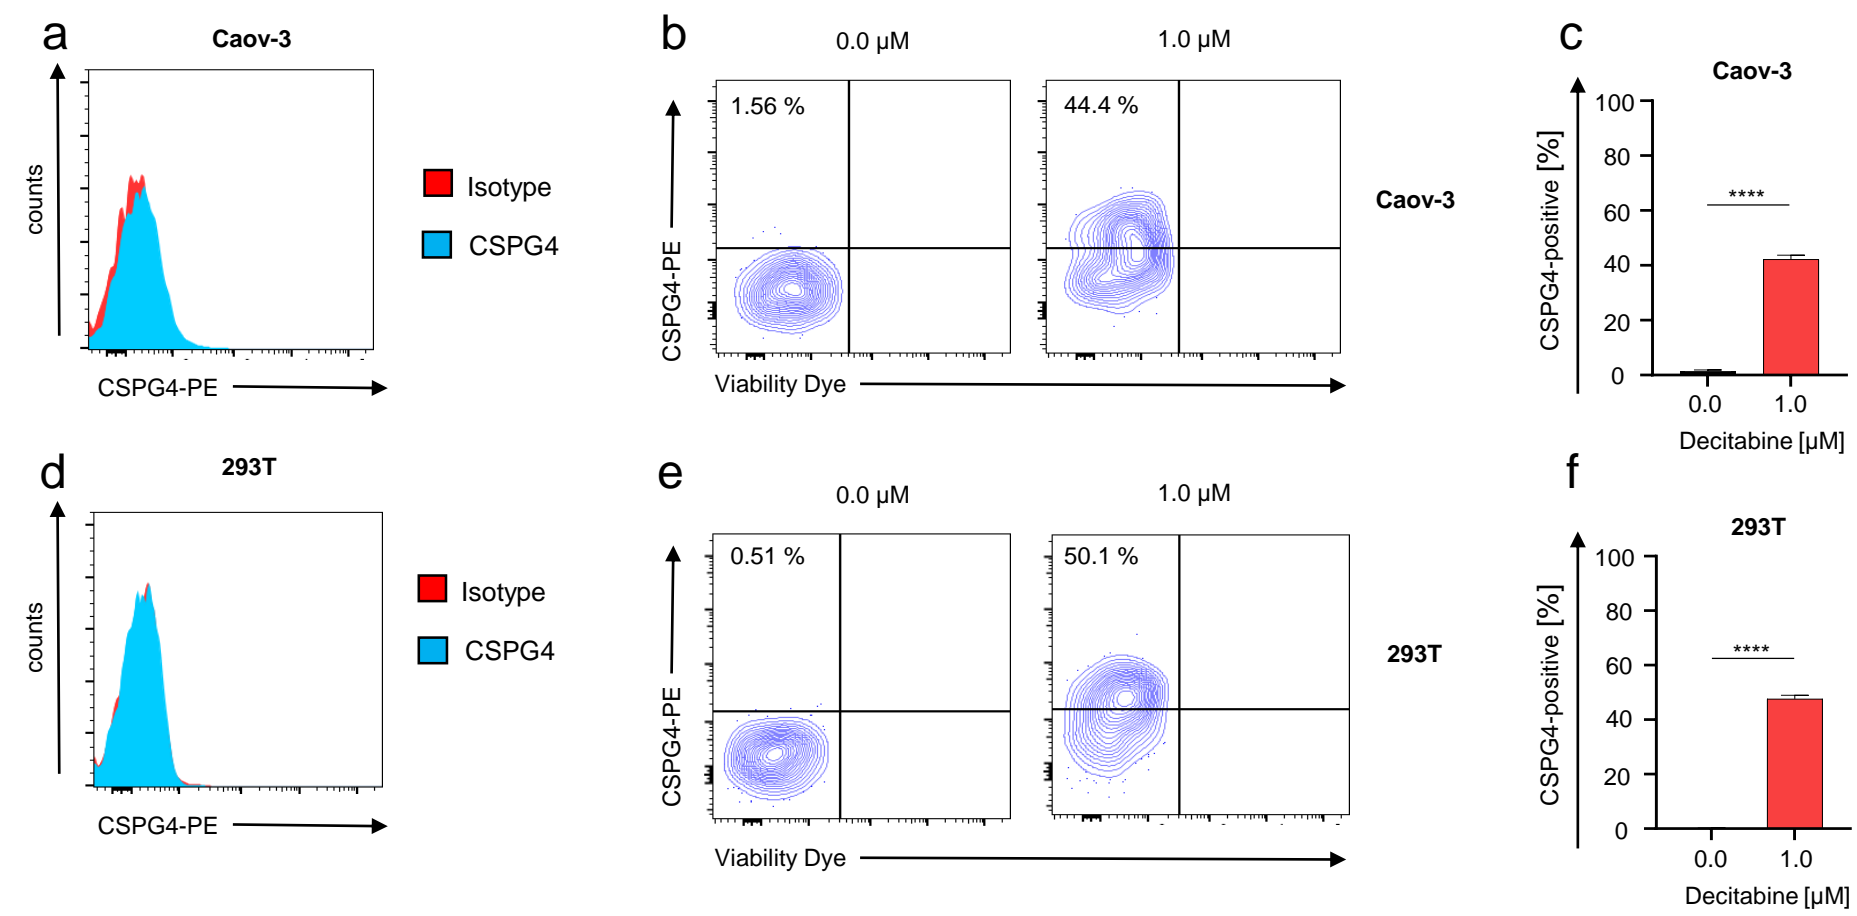 a
Caov-3
counts
CSPG4-PE
Isotype
CSPG4
b
0.0 µM
1.0 µM
1.56 %
44.4 %
CSPG4-PE
Viability Dye
Caov-3
c
Caov-3
CSPG4-positive [%]
100
80
60
40
20
0
****
0.0
1.0
Decitabine [µM]
d
293T
counts
CSPG4-PE
Isotype
CSPG4
e
0.0 µM
1.0 µM
0.51 %
50.1 %
CSPG4-PE
Viability Dye
293T
f
293T
CSPG4-positive [%]
100
80
60
40
20
0
****
0.0
1.0
Decitabine [µM]